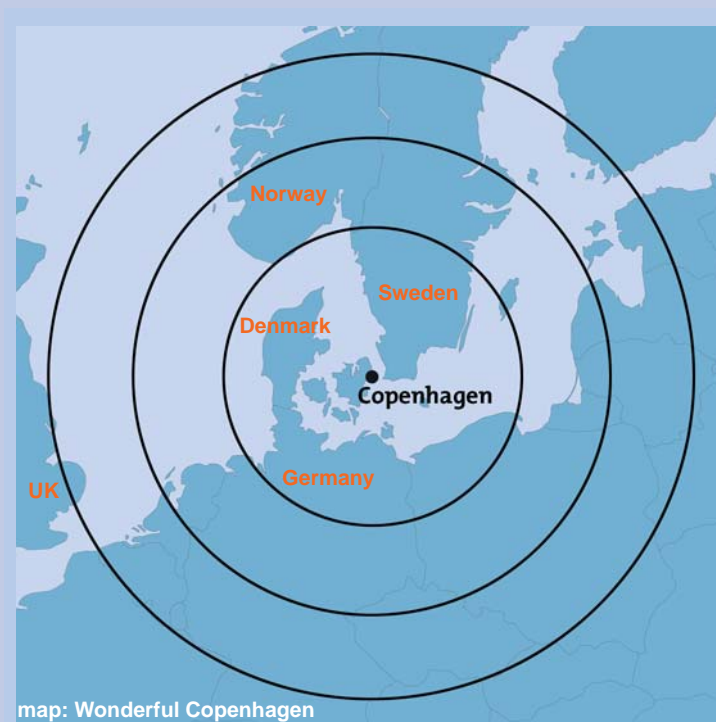 Norway
Sweden
Denmark
Copenhagen
Germany
UK
map: Wonderful Copenhagen